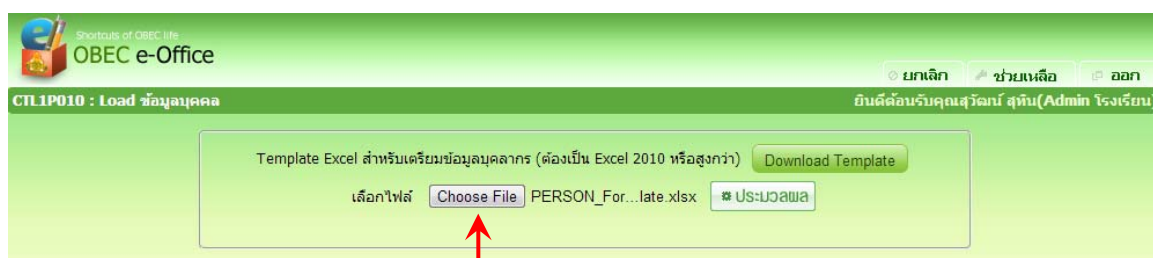 Shortcuts of OBEC life
OBEC e-Office
ยกเลิก ช่วยเหลือ ออก
CTL1P010 : Load ข้อมูลบุคคล ยินดีต้อนรับคุณสุวัฒน์ สุทิน(Admin โรงเรียน)
Template Excel สำหรับเตรียมข้อมูลบุคลากร (ต้องเป็น Excel 2010 หรือสูงกว่า) Download Template
เลือกไฟล์ Choose File PERSON_For...late.xlsx ประมวลผล